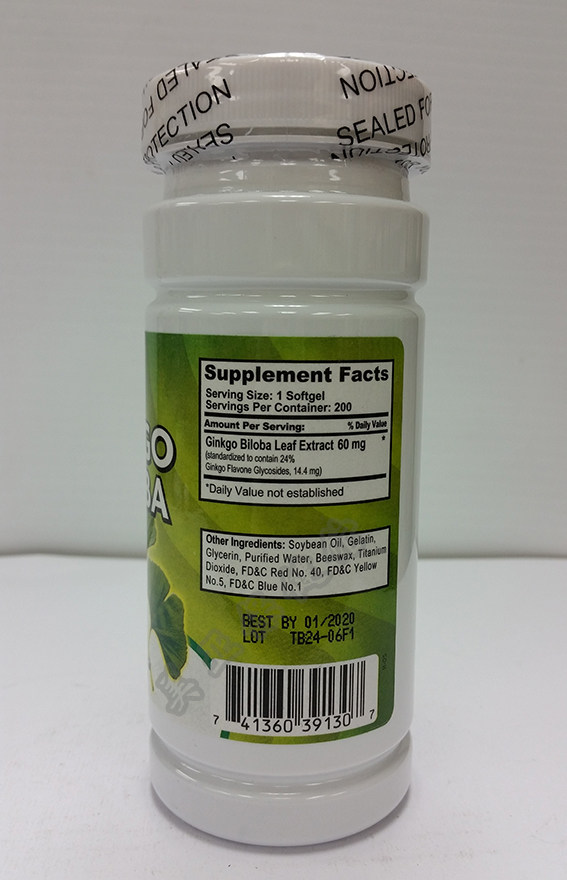 SEALED FOR
PROTECTION
NOITCTION
SEALED FO
SEALED
GO
BA
Supplement Facts
Serving Size: 1 Softgel
Servings Per Container: 200
Amount Per Serving: % Daily Value
Ginkgo Biloba Leaf Extract 60 mg *
(standardized to contain 24%
Ginkgo Flavone Glycosides, 14.4 mg)
*Daily Value not established
Other Ingredients: Soybean Oil, Gelatin,
Glycerin, Purified Water, Beeswax, Titanium
Dioxide, FD&C Red No. 40, FD&C Yellow
No.5, FD&C Blue No.1
BEST BY 01/2020
LOT TB24-06F1
7 41360 39130 7